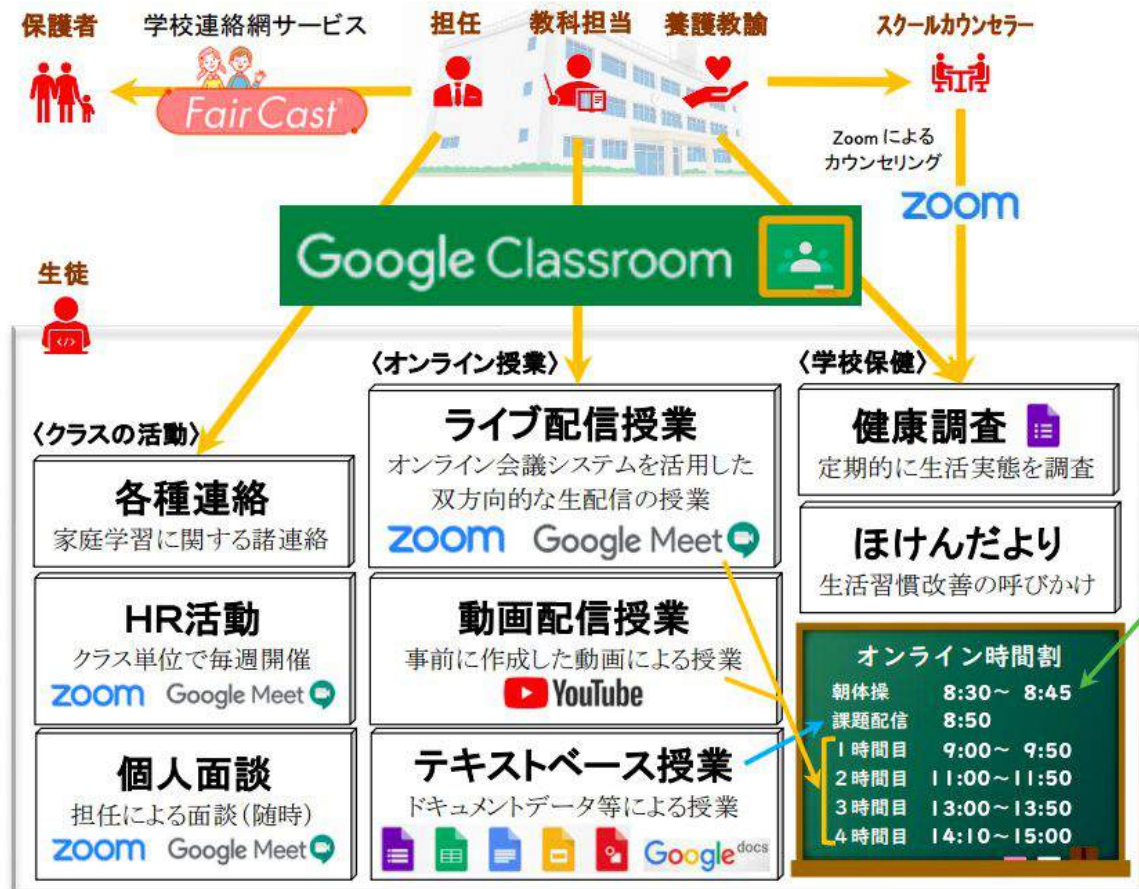 保護者
学校連絡網サービス
Fair Cast
担任
教科担当
養護教諭
スクールカウンセラー
Zoomによる
カウンセリング
zoom
Google Classroom
生徒
</>
〈クラスの活動〉
各種連絡
家庭学習に関する諸連絡
HR活動
クラス単位で毎週開催
zoom Google Meet
個人面談
担任による面談(随時)
zoom Google Meet
〈オンライン授業〉
ライブ配信授業
オンライン会議システムを活用した
双方向的な生配信の授業
zoom Google Meet
動画配信授業
事前に作成した動画による授業
YouTube
テキストベース授業
ドキュメントデータ等による授業
Google docs
〈学校保健〉
健康調査
定期的に生活実態を調査
ほけんだより
生活習慣改善の呼びかけ
オンライン時間割
朝体操 8:30～ 8:45
課題配信 8:50
1時間目 9:00～ 9:50
2時間目 11:00～11:50
3時間目 13:00～13:50
4時間目 14:10～15:00